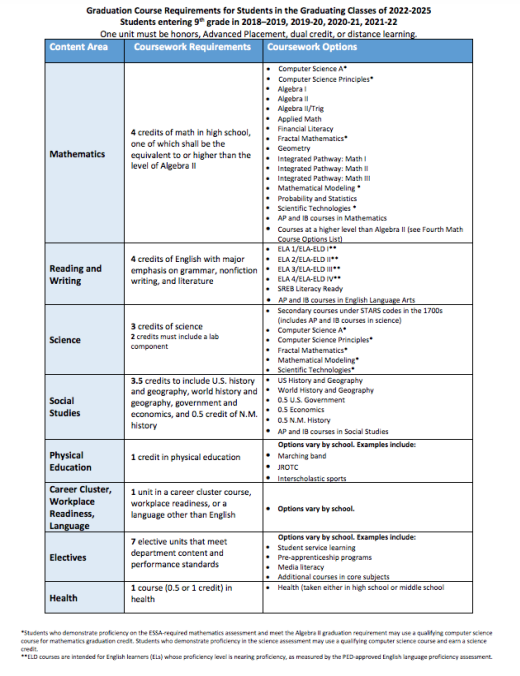 Graduation Course Requirements for Students in the Graduating Classes of 2022-2025
Students entering 9th grade in 2018–2019, 2019-20, 2020-21, 2021-22
One unit must be honors, Advanced Placement, dual credit, or distance learning.
Content Area
Coursework Requirements
Coursework Options
Mathematics
4 credits of math in high school,
one of which shall be the
equivalent to or higher than the
level of Algebra II
• Computer Science A*
• Computer Science Principles*
• Algebra I
• Algebra II
• Algebra II/Trig
• Applied Math
• Financial Literacy
• Fractal Mathematics*
• Geometry
• Integrated Pathway: Math I
• Integrated Pathway: Math II
• Integrated Pathway: Math III
• Mathematical Modeling *
• Probability and Statistics
• Scientific Technologies *
• AP and IB courses in Mathematics
• Courses at a higher level than Algebra II (see Fourth Math
Course Options List)
Reading and
Writing
4 credits of English with major
emphasis on grammar, nonfiction
writing, and literature
• ELA 1/ELA-ELD I**
• ELA 2/ELA-ELD II**
• ELA 3/ELA-ELD III**
• ELA 4/ELA-ELD IV**
• SREB Literacy Ready
• AP and IB courses in English Language Arts
Science
3 credits of science
2 credits must include a lab
component
• Secondary courses under STARS codes in the 1700s
(includes AP and IB courses in science)
• Computer Science A*
• Computer Science Principles*
• Fractal Mathematics*
• Mathematical Modeling*
• Scientific Technologies*
Social
Studies
3.5 credits to include U.S. history
and geography, world history and
geography, government and
economics, and 0.5 credit of N.M.
history
• US History and Geography
• World History and Geography
• 0.5 U.S. Government
• 0.5 Economics
• 0.5 N.M. History
• AP and IB courses in Social Studies
Physical
Education
1 credit in physical education
Options vary by school. Examples include:
• Marching band
• JROTC
• Interscholastic sports
Career Cluster,
Workplace
Readiness,
Language
1 unit in a career cluster course,
workplace readiness, or a
language other than English
• Options vary by school.
Electives
7 elective units that meet
department content and
performance standards
Options vary by school. Examples include:
• Student service learning
• Pre-apprenticeship programs
• Media literacy
• Additional courses in core subjects
Health
1 course (0.5 or 1 credit) in
health
• Health (taken either in high school or middle school
*Students who demonstrate proficiency on the ESSA-required mathematics assessment and meet the Algebra II graduation requirement may use a qualifying computer science
course for mathematics graduation credit. Students who demonstrate proficiency in the science assessment may use a qualifying computer science course and earn a science
credit.
**ELD courses are intended for English learners (ELs) whose proficiency level is nearing proficiency, as measured by the PED-approved English language proficiency assessment.